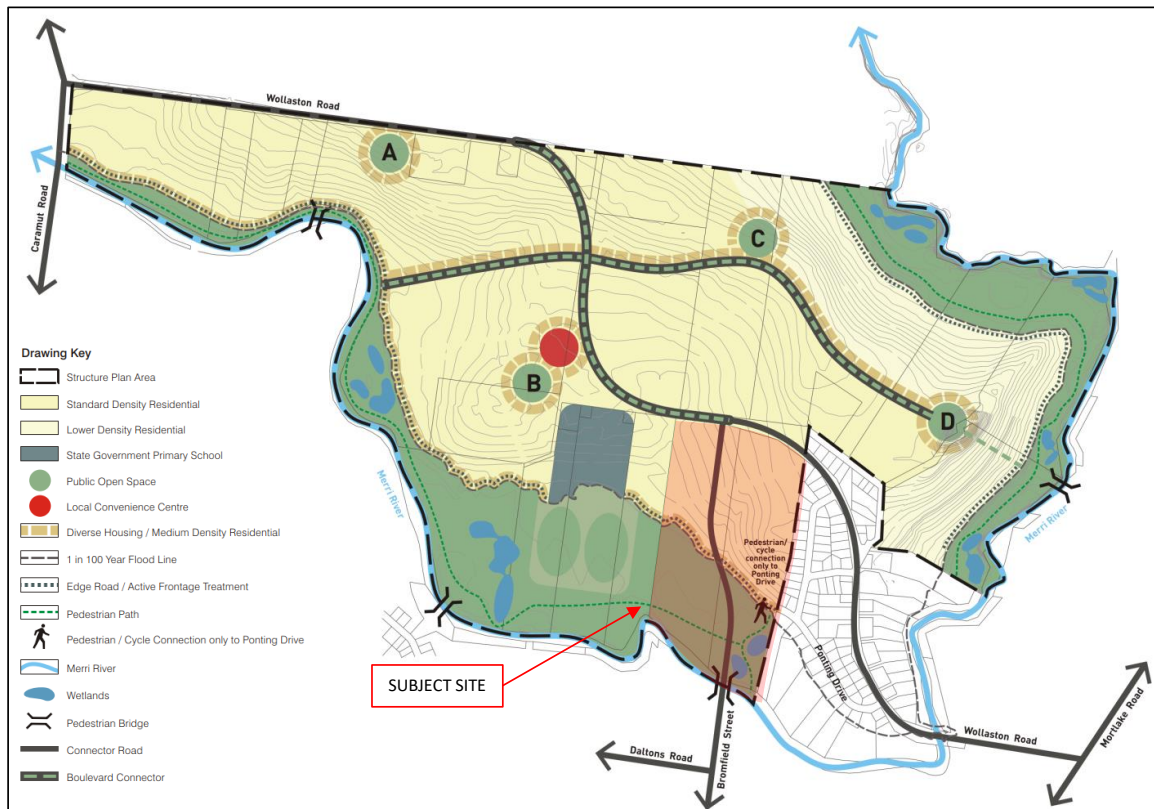 Wollaston Road
Caramut Road
A
C
B
D
Drawing Key
Structure Plan Area
Standard Density Residential
Lower Density Residential
State Government Primary School
Public Open Space
Local Convenience Centre
Diverse Housing / Medium Density Residential
1 in 100 Year Flood Line
Edge Road / Active Frontage Treatment
Pedestrian Path
Pedestrian / Cycle Connection only to Ponting Drive
Merri River
Wetlands
Pedestrian Bridge
Connector Road
Boulevard Connector
Merri River
Merri River
Pedestrian/
cycle
connection
only to
Ponting
Drive
SUBJECT SITE
Ponting Drive
Bromfield Street
Daltons Road
Wollaston Road
Mortlake Road